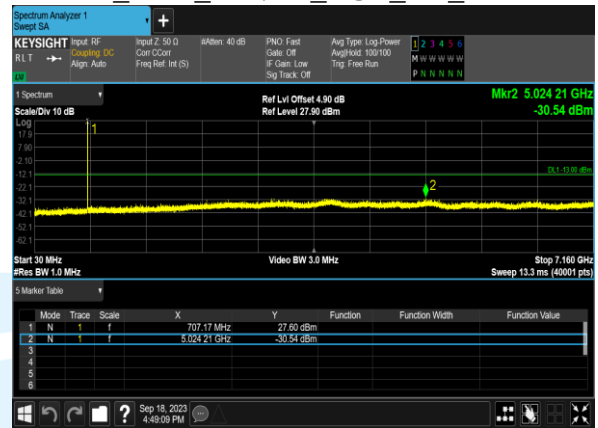 Spectrum Analyzer 1
Swept SA
KEYSIGHT Input: RF Input Z: 50 Ω #Atten: 40 dB PNO: Fast Avg Type: Log-Power 1 2 3 4 5 6
RLT Coupling: DC Corr CCorr Gate: Off Avg|Hold: 100/100 M W W W W W
Align: Auto Freq Ref: Int (S) IF Gain: Low Trig: Free Run
LV Sig Track: Off P N N N N N
1 Spectrum Ref Lvl Offset 4.90 dB Mkr2 5.024 21 GHz
Scale/Div 10 dB Ref Level 27.90 dBm -30.54 dBm
Log
17.9 1
7.90
-2.10
-12.1 DL1 -13.00 dBm
-22.1 2
-32.1
-42.1
-52.1
-62.1
Start 30 MHz Video BW 3.0 MHz Stop 7.160 GHz
#Res BW 1.0 MHz Sweep 13.3 ms (40001 pts)
5 Marker Table
Mode Trace Scale X Y Function Function Width Function Value
1 N 1 f 707.17 MHz 27.60 dBm
2 N 1 f 5.024 21 GHz -30.54 dBm
3
4
5
6
? Sep 18, 2023
4:49:09 PM